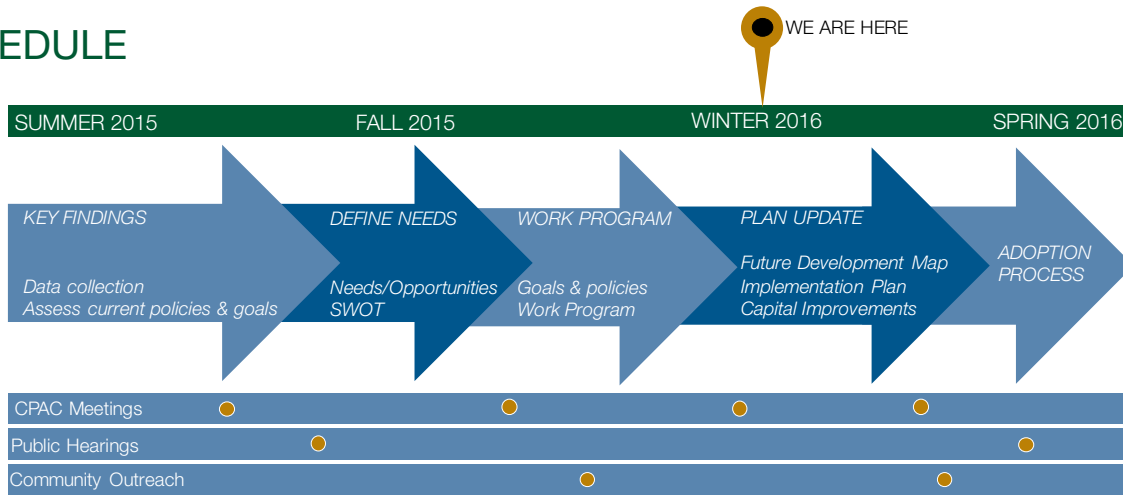 EDULE
WE ARE HERE
SUMMER 2015
FALL 2015
WINTER 2016
SPRING 2016
KEY FINDINGS
Data collection
Assess current policies & goals
DEFINE NEEDS
Needs/Opportunities
SWOT
WORK PROGRAM
Goals & policies
Work Program
PLAN UPDATE
Future Development Map
Implementation Plan
Capital Improvements
ADOPTION
PROCESS
CPAC Meetings
Public Hearings
Community Outreach